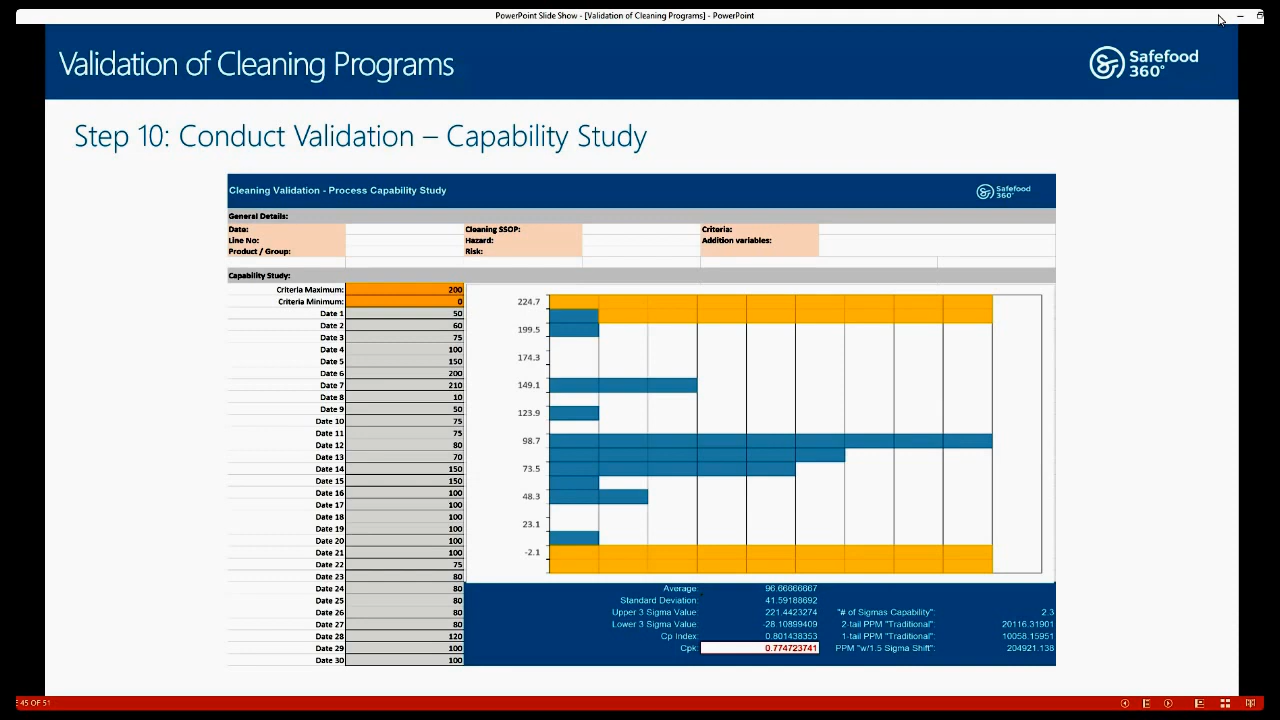 PowerPoint Slide Show - [Validation of Cleaning Programs] - PowerPoint
Validation of Cleaning Programs
Safefood
360°
Step 10: Conduct Validation – Capability Study
Cleaning Validation - Process Capability Study
Safefood
360°
General Details:
Date: Cleaning SSOP: Criteria:
Line No: Hazard: Addition variables:
Product / Group: Risk:
Capability Study:
Criteria Maximum: 200
Criteria Minimum: 0
Date 1 50
Date 2 60
Date 3 75
Date 4 100
Date 5 150
Date 6 200
Date 7 210
Date 8 10
Date 9 50
Date 10 75
Date 11 75
Date 12 80
Date 13 70
Date 14 150
Date 15 150
Date 16 100
Date 17 100
Date 18 100
Date 19 100
Date 20 100
Date 21 100
Date 22 75
Date 23 80
Date 24 80
Date 25 80
Date 26 80
Date 27 80
Date 28 120
Date 29 100
Date 30 100
224.7
199.5
174.3
149.1
123.9
98.7
73.5
48.3
23.1
-2.1
Average: 96.66666667
Standard Deviation: 41.59188692
Upper 3 Sigma Value: 221.4423274 "# of Sigmas Capability": 2.3
Lower 3 Sigma Value: -28.10899409 2-tail PPM "Traditional": 20116.31901
Cp Index: 0.801438353 1-tail PPM "Traditional": 10058.15951
Cpk: 0.774723741 PPM "w/1.5 Sigma Shift": 204921.138
E 45 OF 51